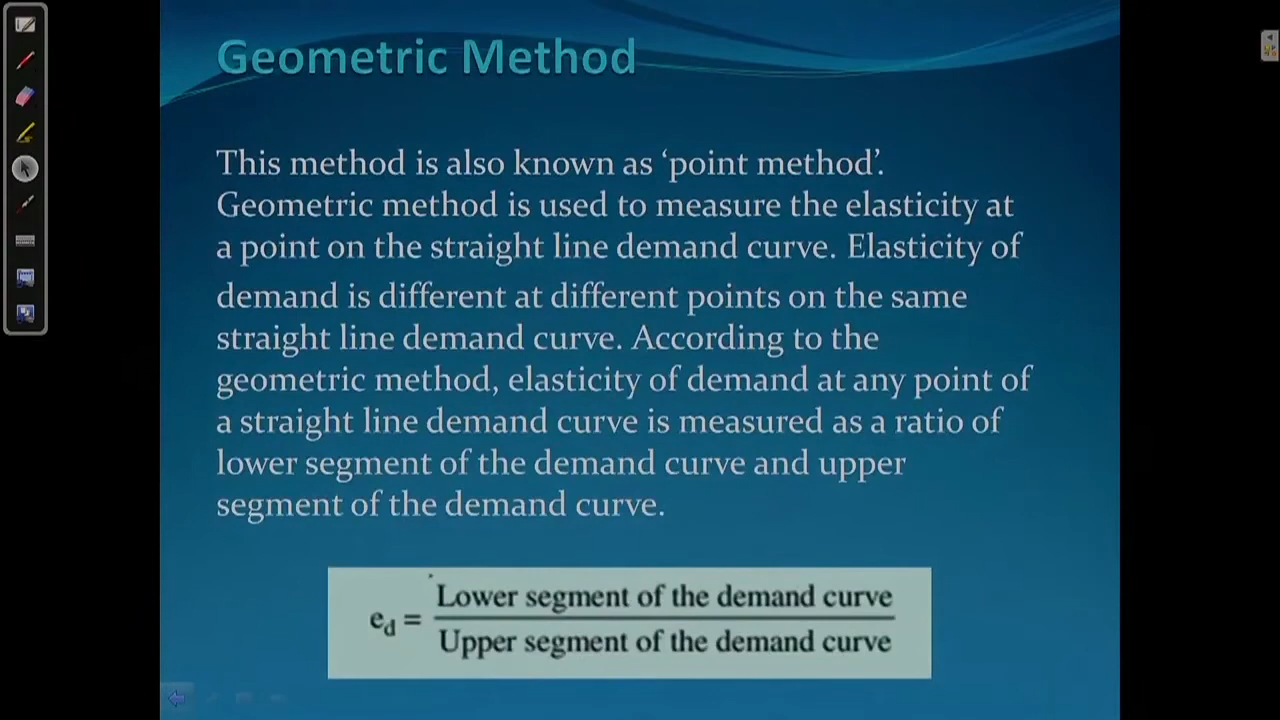 Geometric Method
This method is also known as ‘point method’.
Geometric method is used to measure the elasticity at
a point on the straight line demand curve. Elasticity of
demand is different at different points on the same
straight line demand curve. According to the
geometric method, elasticity of demand at any point of
a straight line demand curve is measured as a ratio of
lower segment of the demand curve and upper
segment of the demand curve.
Lower segment of the demand curve
ed =
Upper segment of the demand curve